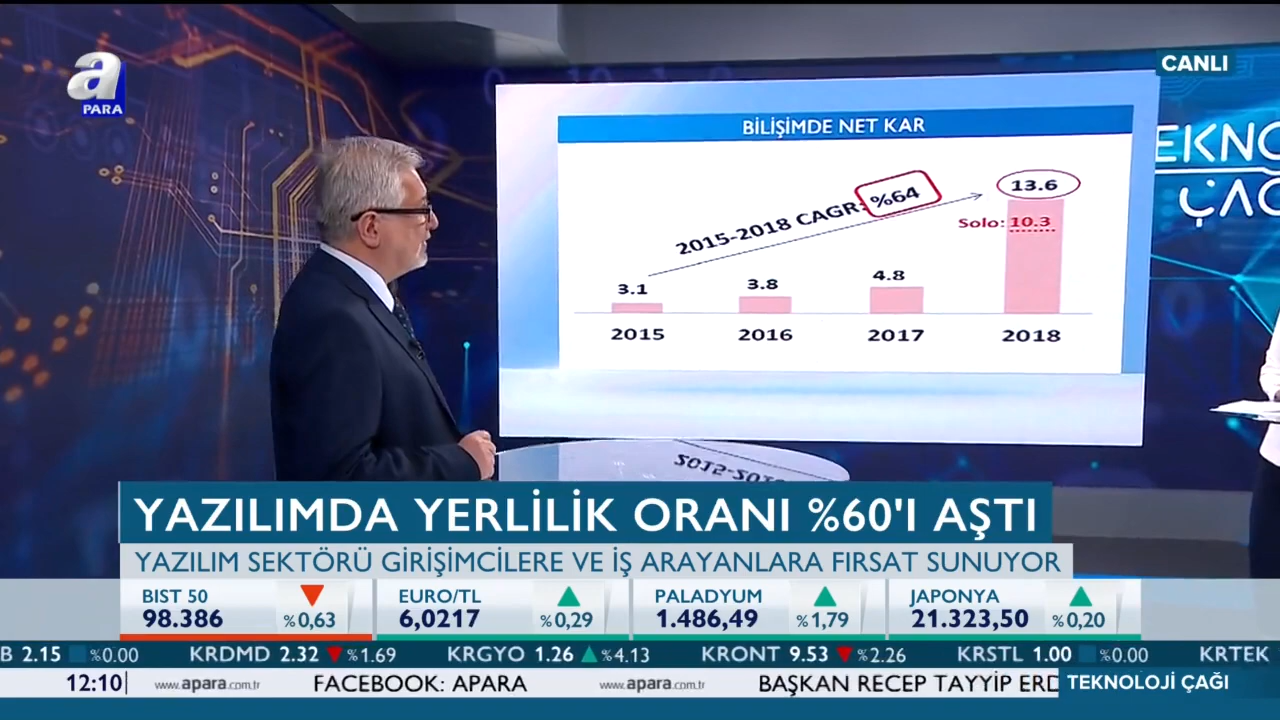 a
PARA
CANLI
BİLİŞİMDE NET KAR
2015-2018 CAGR: %64
13.6
Solo: 10.3
3.1
3.8
4.8
2015
2016
2017
2018
EKNO
ÇAĞ
2015-20
YAZILIMDA YERLİLİK ORANI %60'I AŞTI
YAZILIM SEKTÖRÜ GİRİŞİMCİLERE VE İŞ ARAYANLARA FIRSAT SUNUYOR
BIST 50
98.386
%0,63
EURO/TL
6,0217
%0,29
PALADYUM
1.486,49
%1,79
JAPONYA
21.323,50
%0,20
B 2.15 %0.00 KRDMD 2.32 %1.69 KRGYO 1.26 %4.13 KRONT 9.53 %2.26 KRSTL 1.00 %0.00 KRTEK
12:10 www.apara.com.tr FACEBOOK: APARA www.apara.com.tr BAŞKAN RECEP TAYYİP ERD TEKNOLOJİ ÇAĞI